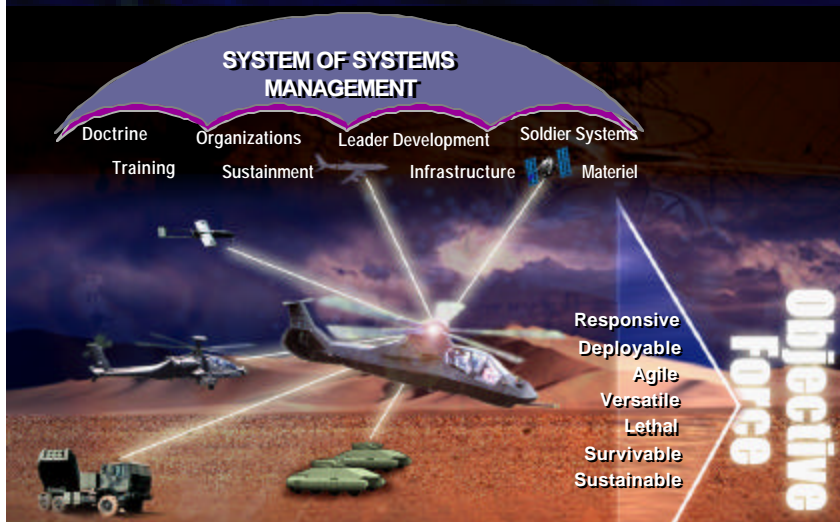 SYSTEM OF SYSTEMS
MANAGEMENT
Doctrine Organizations Leader Development Soldier Systems
Training Sustainment Infrastructure Materiel
Responsive
Deployable
Agile
Versatile
Lethal
Survivable
Sustainable
Objective
Force